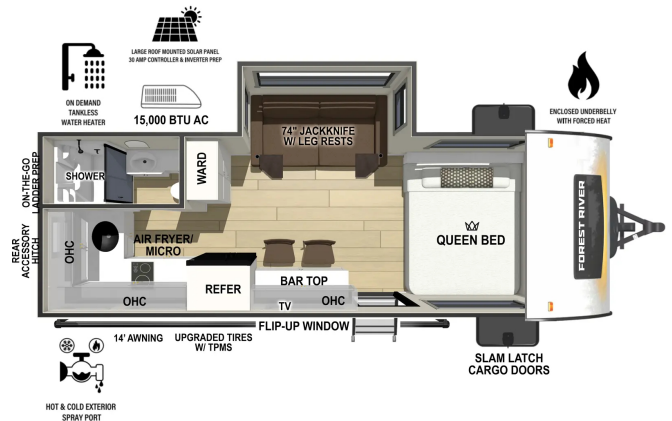 LARGE ROOF MOUNTED SOLAR PANEL
30 AMP CONTROLLER & INVERTER PREP
ON DEMAND
TANKLESS
WATER HEATER
15,000 BTU AC
ENCLOSED UNDERBELLY
WITH FORCED HEAT
74" JACKKNIFE
W/ LEG RESTS
ON-THE-GO
LADDER PREP
SHOWER
WARD
REAR
ACCESSORY
HITCH
OHC
AIR FRYER/
MICRO
QUEEN BED
FOREST RIVER
OHC
REFER
BAR TOP
TV
OHC
FLIP-UP WINDOW
14' AWNING
UPGRADED TIRES
W/ TPMS
SLAM LATCH
CARGO DOORS
HOT & COLD EXTERIOR
SPRAY PORT